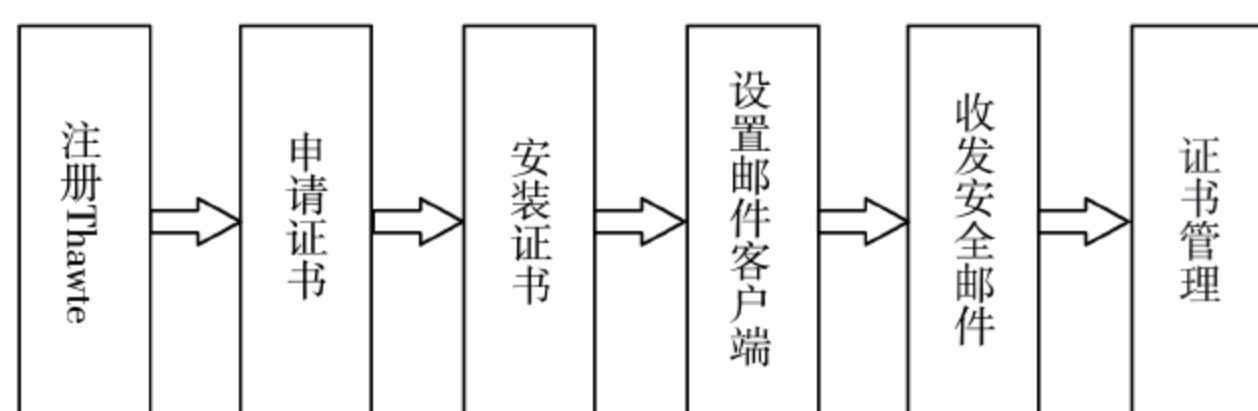 注册Thawte
申请证书
安装证书
设置邮件客户端
收发安全邮件
证书管理